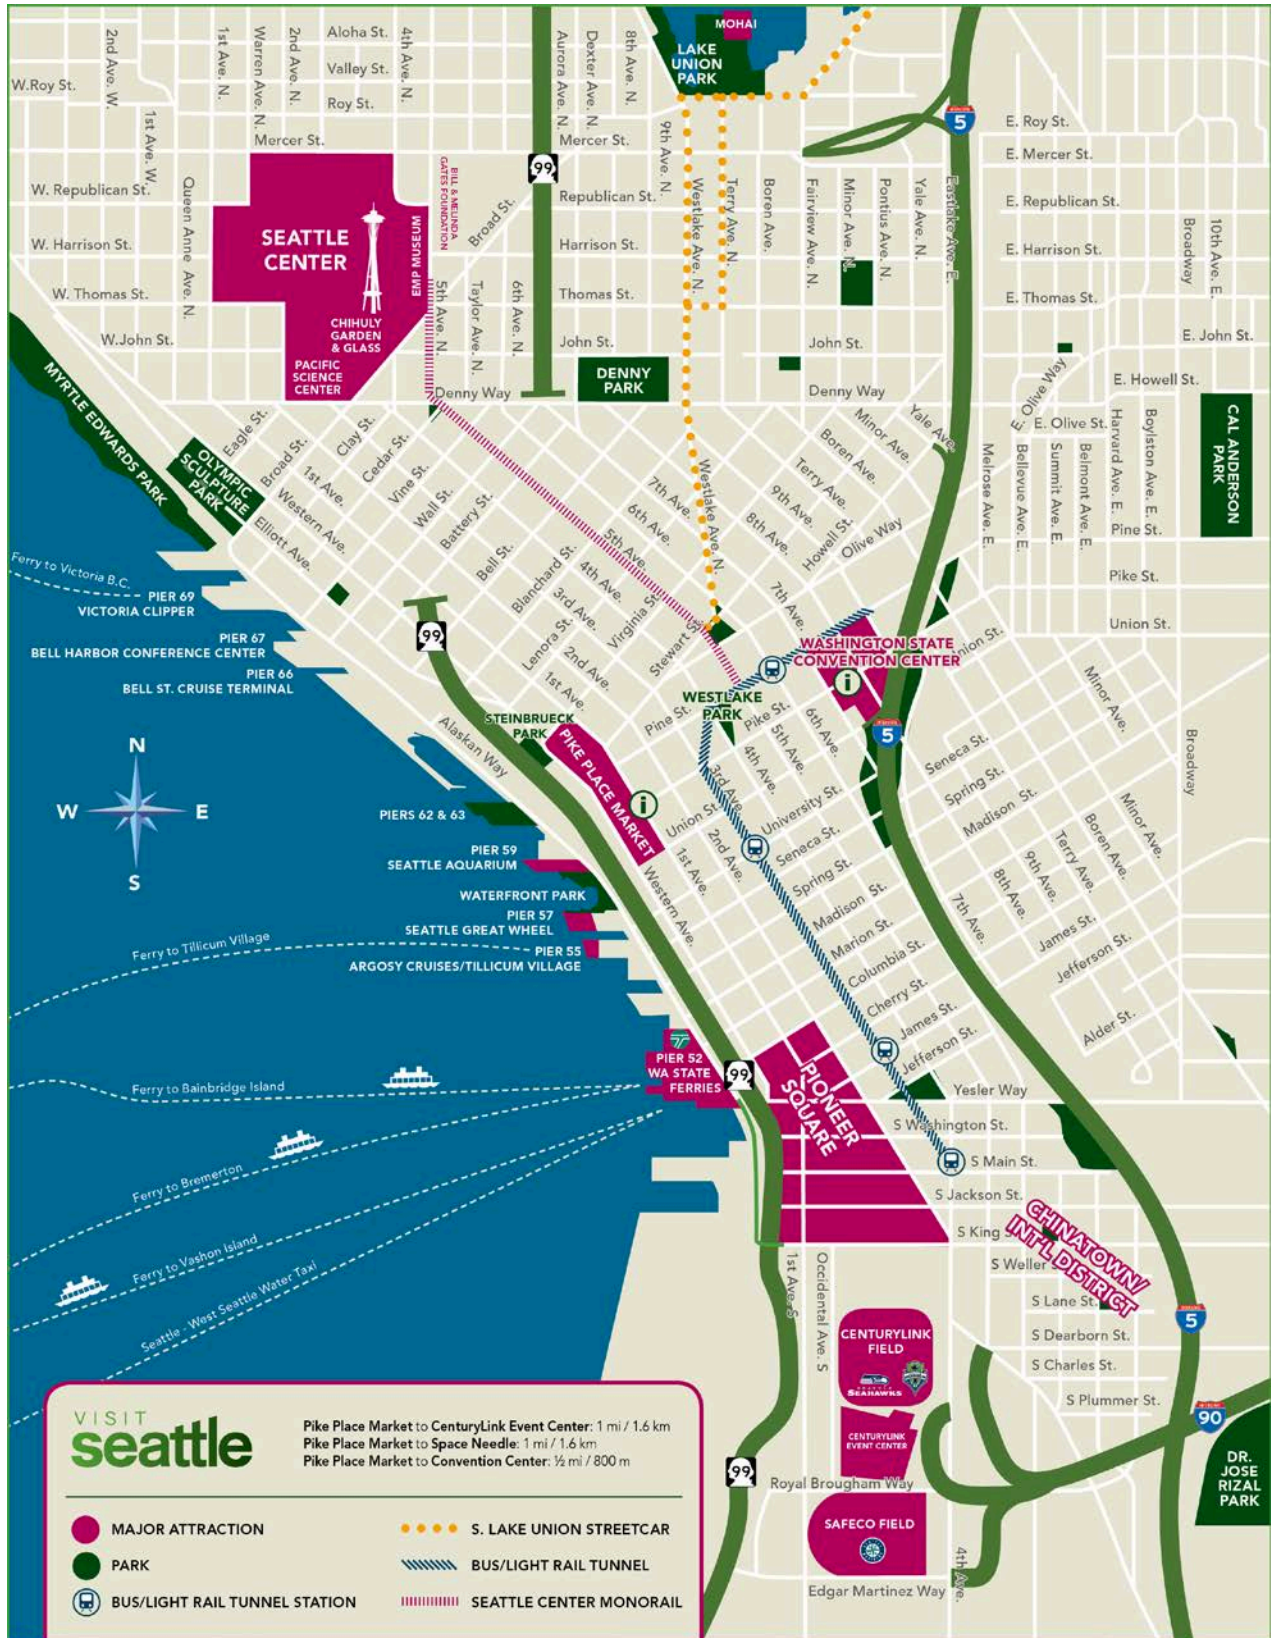 MOHAI
LAKE
UNION
PARK
2nd Ave. W.
1st Ave. N.
Warren Ave. N.
2nd Ave. N.
Aloha St.
Valley St.
Roy St.
4th Ave. N.
Aurora Ave. N.
Dexter Ave. N.
8th Ave. N.
W.Roy St.
1st Ave. W.
Mercer St.
Mercer St.
9th Ave. N.
5
E. Roy St.
E. Mercer St.
99
W. Republican St.
Queen Anne Ave. N.
BILL & MELINDA
GATES FOUNDATION
Broad St.
Republican St.
Westlake Ave. N.
Terry Ave. N.
Boren Ave.
Fairview Ave. N.
Minor Ave. N.
Pontius Ave. N.
Yale Ave. N.
Eastlake Ave. E.
E. Republican St.
Broadway
10th Ave. E.
W. Harrison St.
SEATTLE
CENTER
EMP MUSEUM
Harrison St.
E. Harrison St.
W. Thomas St.
5th Ave. N.
Taylor Ave. N.
6th Ave. N.
Thomas St.
E. Thomas St.
W.John St.
CHIHULY
GARDEN
& GLASS
John St.
John St.
E. John St.
PACIFIC
SCIENCE
CENTER
Denny Way
DENNY
PARK
Denny Way
E. Olive Way
E. Howell St.
MYRTLE EDWARDS PARK
OLYMPIC
SCULPTURE
PARK
Eagle St.
Broad St.
Clay St.
Cedar St.
Vine St.
Wall St.
Battery St.
Bell St.
Blanchard St.
Lenora St.
Virginia St.
Stewart St.
1st Ave.
Western Ave.
Elliott Ave.
7th Ave.
6th Ave.
5th Ave.
4th Ave.
3rd Ave.
2nd Ave.
1st Ave.
Westlake Ave. N.
Minor Ave.
Boren Ave.
Terry Ave.
9th Ave.
8th Ave.
7th Ave.
Howell St.
Olive Way
Yale Ave.
Melrose Ave. E.
Bellevue Ave. E.
Summit Ave. E.
Belmont Ave. E.
Harvard Ave. E.
Boylston Ave. E.
E. Olive St.
CAL ANDERSON
PARK
Pine St.
Pike St.
Union St.
Ferry to Victoria B.C.
PIER 69
VICTORIA CLIPPER
PIER 67
BELL HARBOR CONFERENCE CENTER
PIER 66
BELL ST. CRUISE TERMINAL
99
WASHINGTON STATE
CONVENTION CENTER
i
Union St.
WESTLAKE
PARK
STEINBRUECK
PARK
Alaskan Way
PIKE PLACE MARKET
i
Pine St.
Pike St.
6th Ave.
5th Ave.
4th Ave.
3rd Ave.
2nd Ave.
1st Ave.
Western Ave.
Union St.
University St.
Seneca St.
Spring St.
Madison St.
Marion St.
Columbia St.
Cherry St.
James St.
Jefferson St.
5
Seneca St.
Spring St.
Madison St.
Minor Ave.
Broadway
Minor Ave.
Boren Ave.
Terry Ave.
9th Ave.
8th Ave.
7th Ave.
James St.
Jefferson St.
Alder St.
N
W
E
S
PIERS 62 & 63
PIER 59
SEATTLE AQUARIUM
WATERFRONT PARK
PIER 57
SEATTLE GREAT WHEEL
PIER 55
ARGOSY CRUISES/TILLICUM VILLAGE
Ferry to Tillicum Village
PIER 52
WA STATE
FERRIES
99
PIONEER
SQUARE
Ferry to Bainbridge Island
Ferry to Bremerton
Ferry to Vashon Island
Seattle - West Seattle Water Taxi
Yesler Way
S Washington St.
S Main St.
S Jackson St.
S King S
S Weller S
CHINATOWN/
INT'L DISTRICT
S Lane St.
S Dearborn St.
S Charles St.
S Plummer St.
1st Ave. S
Occidental Ave. S
5
90
CENTURYLINK
FIELD
SEAHAWKS
CENTURYLINK
EVENT CENTER
99
Royal Brougham Way
SAFECO FIELD
Edgar Martinez Way
4th Ave.
DR.
JOSE
RIZAL
PARK
VISIT
seattle
Pike Place Market to CenturyLink Event Center: 1 mi / 1.6 km
Pike Place Market to Space Needle: 1 mi / 1.6 km
Pike Place Market to Convention Center: ½ mi / 800 m
MAJOR ATTRACTION
PARK
BUS/LIGHT RAIL TUNNEL STATION
S. LAKE UNION STREETCAR
BUS/LIGHT RAIL TUNNEL
SEATTLE CENTER MONORAIL